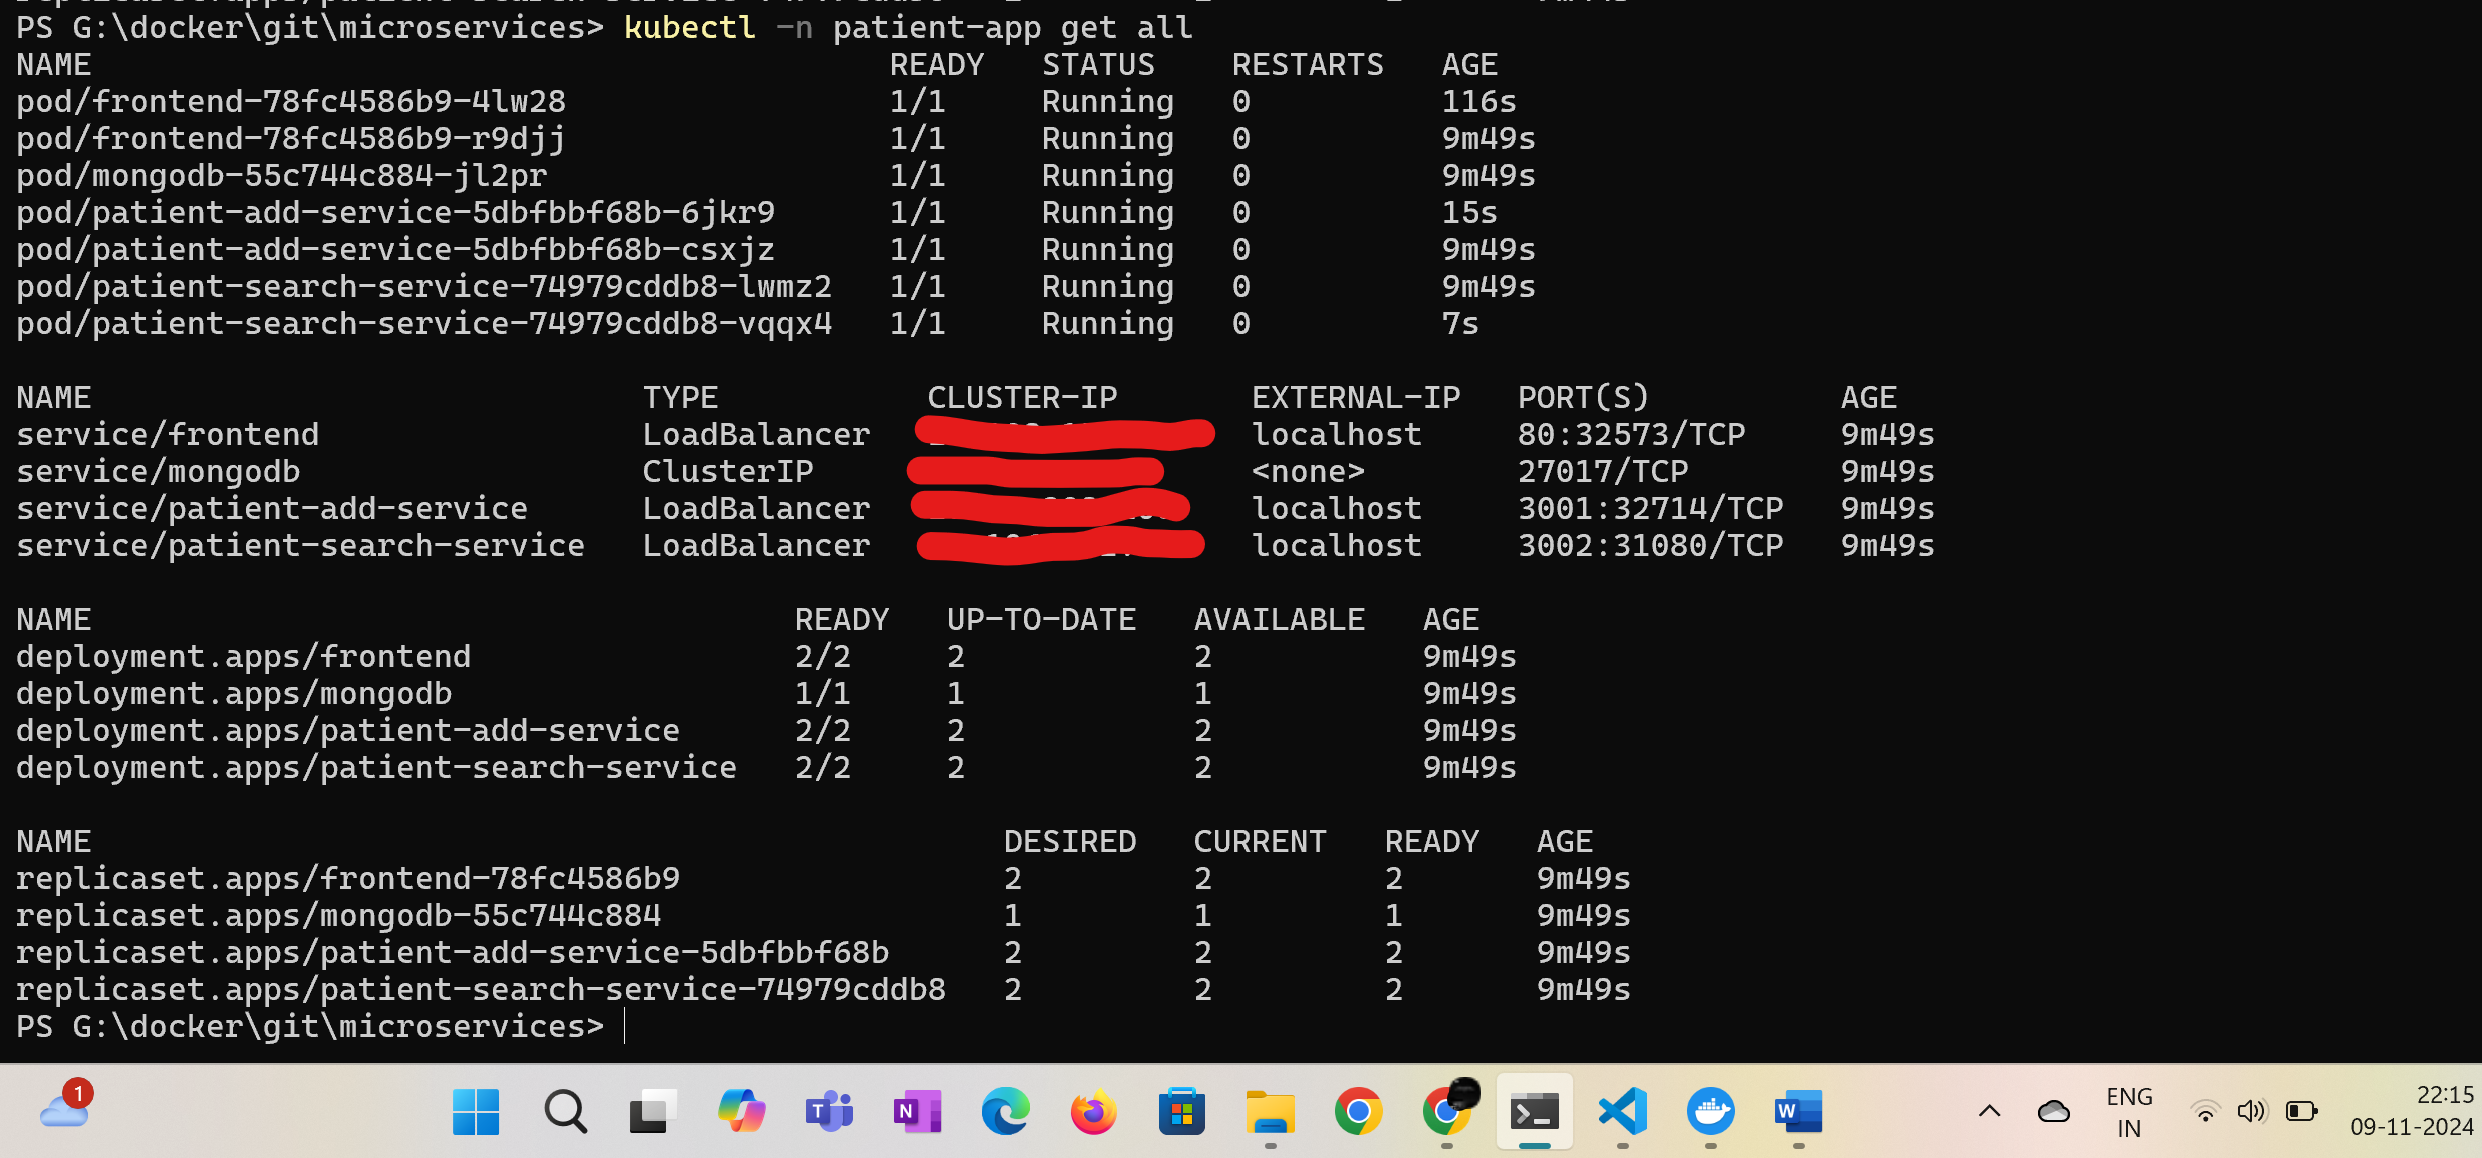 PS G:\docker\git\microservices> kubectl -n patient-app get all
NAME READY STATUS RESTARTS AGE
pod/frontend-78fc4586b9-4lw28 1/1 Running 0 116s
pod/frontend-78fc4586b9-r9djj 1/1 Running 0 9m49s
pod/mongodb-55c744c884-jl2pr 1/1 Running 0 9m49s
pod/patient-add-service-5dbfbbf68b-6jkr9 1/1 Running 0 15s
pod/patient-add-service-5dbfbbf68b-csxjz 1/1 Running 0 9m49s
pod/patient-search-service-74979cddb8-lwmz2 1/1 Running 0 9m49s
pod/patient-search-service-74979cddb8-vqqx4 1/1 Running 0 7s
NAME TYPE CLUSTER-IP EXTERNAL-IP PORT(S) AGE
service/frontend LoadBalancer localhost 80:32573/TCP 9m49s
service/mongodb ClusterIP <none> 27017/TCP 9m49s
service/patient-add-service LoadBalancer localhost 3001:32714/TCP 9m49s
service/patient-search-service LoadBalancer localhost 3002:31080/TCP 9m49s
NAME READY UP-TO-DATE AVAILABLE AGE
deployment.apps/frontend 2/2 2 2 9m49s
deployment.apps/mongodb 1/1 1 1 9m49s
deployment.apps/patient-add-service 2/2 2 2 9m49s
deployment.apps/patient-search-service 2/2 2 2 9m49s
NAME DESIRED CURRENT READY AGE
replicaset.apps/frontend-78fc4586b9 2 2 2 9m49s
replicaset.apps/mongodb-55c744c884 1 1 1 9m49s
replicaset.apps/patient-add-service-5dbfbbf68b 2 2 2 9m49s
replicaset.apps/patient-search-service-74979cddb8 2 2 2 9m49s
PS G:\docker\git\microservices>
1
T
N
W
ENG
IN
22:15
09-11-2024